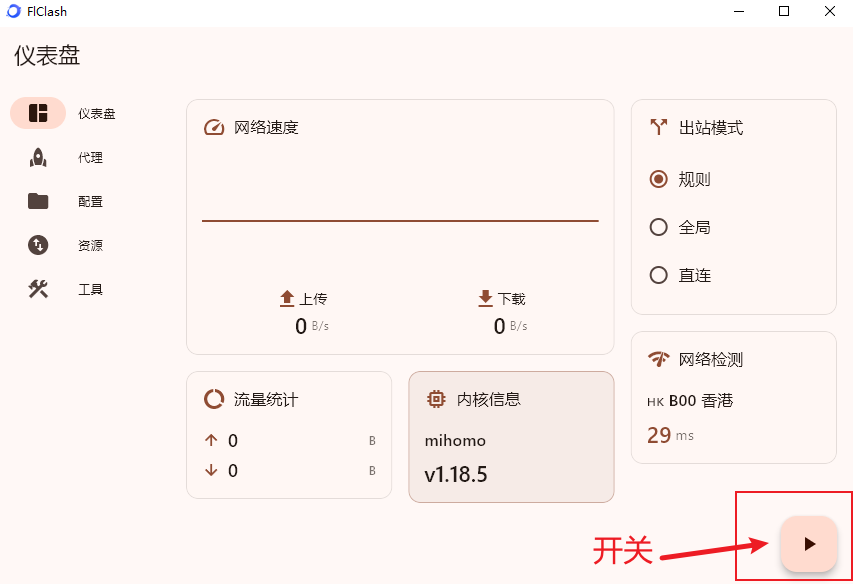 FlClash
仪表盘
仪表盘
代理
配置
资源
工具
网络速度
上传
0 B/s
下载
0 B/s
出站模式
规则
全局
直连
流量统计
0 B
0 B
内核信息
mihomo
v1.18.5
网络检测
HK B00 香港
29 ms
开关